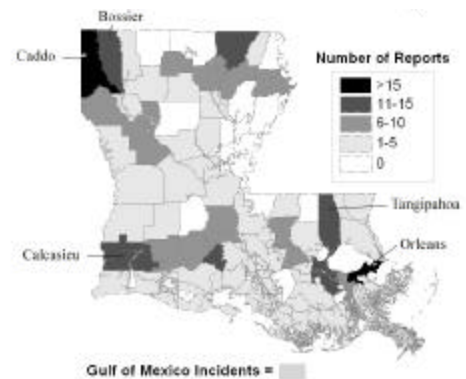 Bossier
Caddo
Number of Reports
>15
11-15
6-10
1-5
0
Tangipahoa
Orleans
Calcasieu
Gulf of Mexico Incidents =